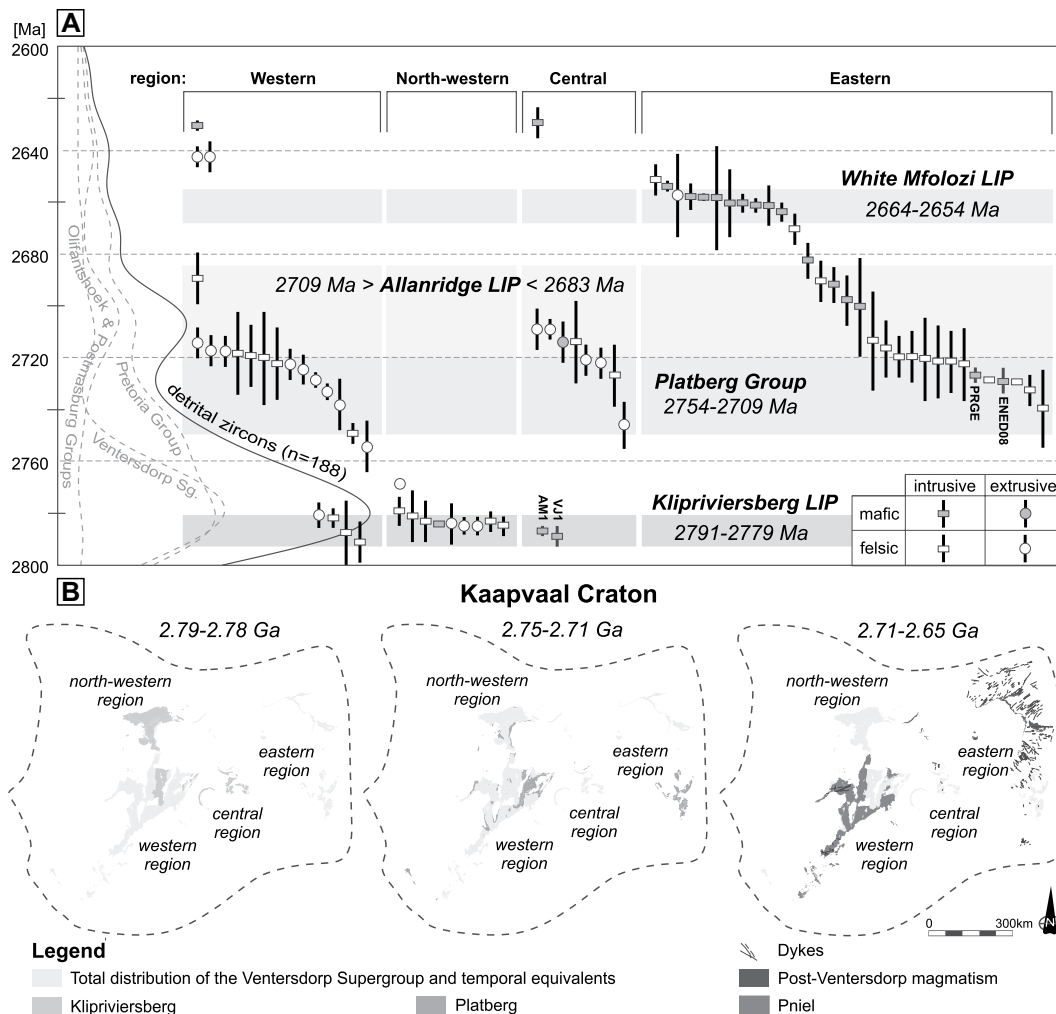 [Ma]
A
2600
2640
2680
2720
2760
2800
region: Western North-western Central Eastern
White Mfolozi LIP
2664-2654 Ma
2709 Ma > Allanridge LIP < 2683 Ma
Platberg Group
2754-2709 Ma
Klipriviersberg LIP
2791-2779 Ma
Olifantshoek & Postmasburg Groups
Pretoria Group
Ventersdorp Sg.
detrital zircons (n=188)
AM1
VJ1
PRGE
ENED08
intrusive extrusive
mafic
felsic
B
Kaapvaal Craton
2.79-2.78 Ga
north-western
region
eastern
region
central
region
western
region
2.75-2.71 Ga
north-western
region
eastern
region
central
region
western
region
2.71-2.65 Ga
north-western
region
eastern
region
central
region
western
region
0 300km
N
Legend
Total distribution of the Ventersdorp Supergroup and temporal equivalents
Klipriviersberg
Platberg
Dykes
Post-Ventersdorp magmatism
Pniel